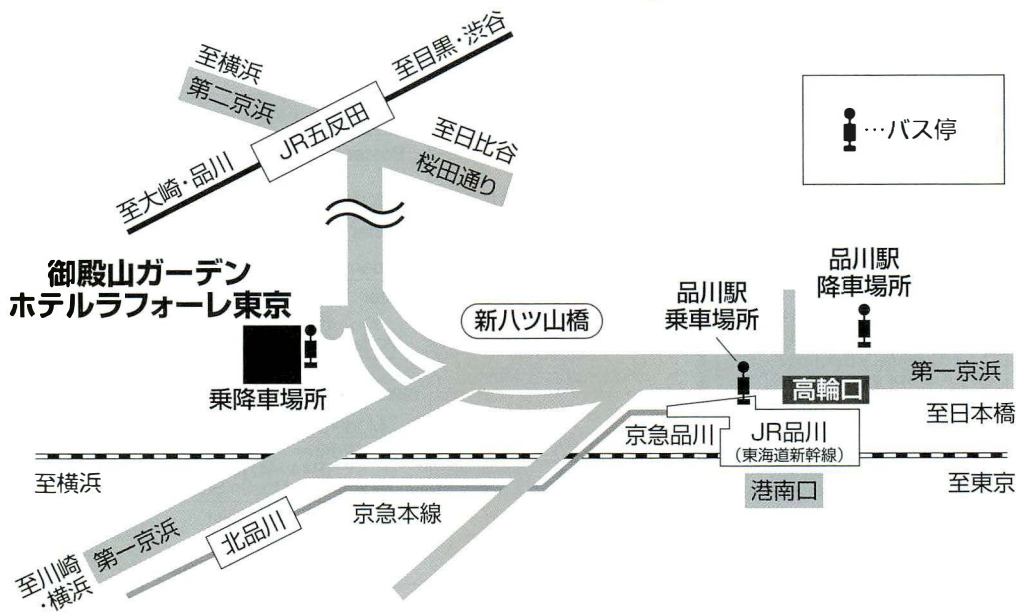 至目黒・渋谷
至横浜
第二京浜
JR五反田
至日比谷
桜田通り
至大崎・品川
…バス停
御殿山ガーデン
ホテルラフォーレ東京
乗降車場所
新八ツ山橋
品川駅
乗車場所
品川駅
降車場所
第一京浜
高輪口
至日本橋
京急品川
JR品川
(東海道新幹線)
至横浜
至東京
港南口
京急本線
北品川
第一京浜
至川崎
・横浜